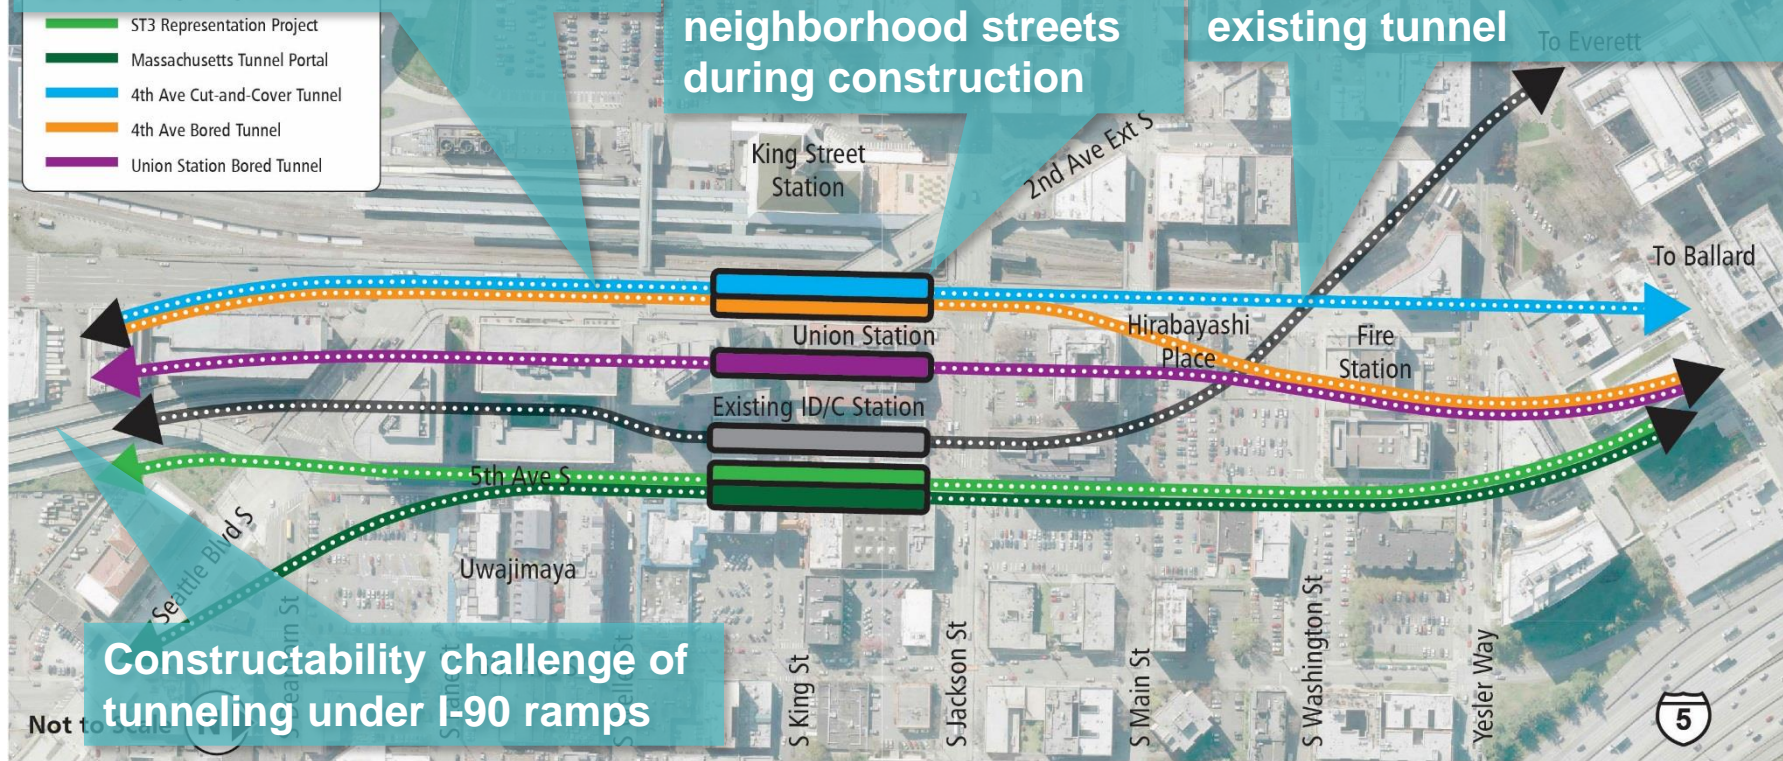 ST3 Representation Project
Massachusetts Tunnel Portal
4th Ave Cut-and-Cover Tunnel
4th Ave Bored Tunnel
Union Station Bored Tunnel
neighborhood streets
during construction
existing tunnel
To Everett
King Street
Station
2nd Ave Ext S
To Ballard
Union Station
Hirabayashi
Place
Fire
Station
Existing ID/C Station
5th Ave S
Seattle Blvd S
Uwajimaya
Constructability challenge of
tunneling under I-90 ramps
S King St
S Jackson St
S Main St
S Washington St
Yesler Way
Not to Scale
N
5